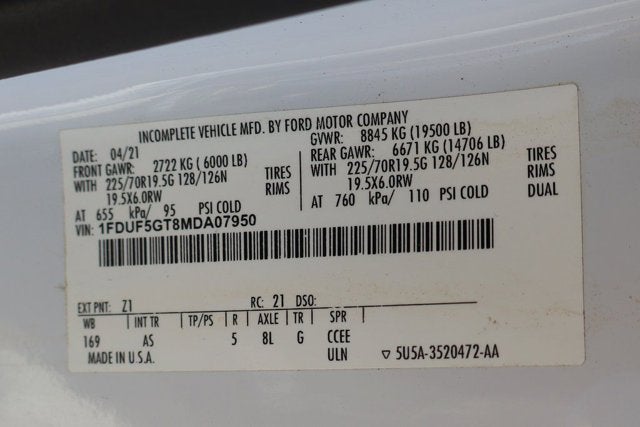 INCOMPLETE VEHICLE MFD. BY FORD MOTOR COMPANY
DATE: 04/21 GVWR: 8845 KG (19500 LB)
FRONT GAWR: 2722 KG ( 6000 LB) REAR GAWR: 6671 KG (14706 LB)
WITH 225/70R19.5G 128/126N TIRES WITH 225/70R19.5G 128/126N TIRES
19.5X6.0RW RIMS 19.5X6.0RW RIMS
AT 655 kPa/ 95 PSI COLD AT 760 kPa/ 110 PSI COLD DUAL
VIN: 1FDUF5GT8MDA07950
EXT PNT: Z1 RC: 21 DSO:
WB INT TR TP/PS R AXLE TR SPR
169 AS 5 8L G CCEE
MADE IN U.S.A. ULN ▽ 5U5A-3520472-AA